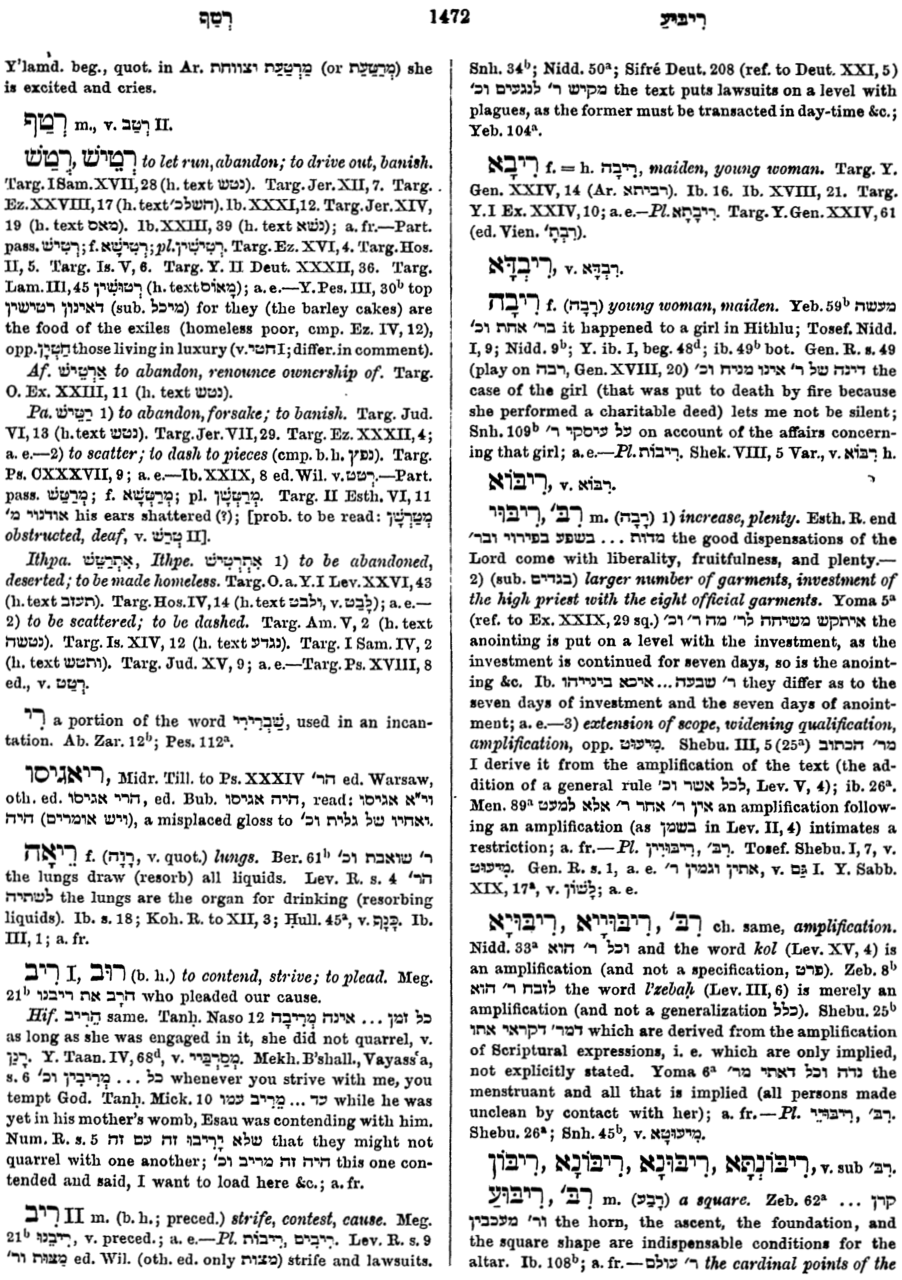 רְטַף
1472
רִיבּוּעַ
Y'lamd. beg., quot. in Ar. מְרַטַּעַת וצווחת (or מְרַטַּעַת) she
is excited and cries.
רְטַף m., v. רְטַב II.
רְטַשׁ, רְטֵישׁ to let run, abandon; to drive out, banish.
Targ. I Sam. XVII, 28 (h. text נטש). Targ. Jer. XII, 7. Targ.
Ez. XXVIII, 17 (h. text השלכ׳). Ib. XXXI, 12. Targ. Jer. XIV,
19 (h. text מאס). Ib. XXIII, 39 (h. text נשא); a. fr.—Part.
pass. רְטִישׁ; f. רְטִישָׁא; pl. רְטִישִׁין. Targ. Ez. XVI, 4. Targ. Hos.
II, 5. Targ. Is. V, 6. Targ. Y. II Deut. XXXII, 36. Targ.
Lam. III, 45 רְטוּשִׁין (h. text מָאוֹס); a. e.—Y. Pes. III, 30ᵇ top
דאינון רטישין (sub. מיכל) for they (the barley cakes) are
the food of the exiles (homeless poor, cmp. Ez. IV, 12),
opp. חַטְיָן those living in luxury (v. חטי I; differ. in comment).
Af. אַרְטֵישׁ to abandon, renounce ownership of. Targ.
O. Ex. XXIII, 11 (h. text נטש).
Pa. רַטֵּישׁ 1) to abandon, forsake; to banish. Targ. Jud.
VI, 13 (h. text נטש). Targ. Jer. VII, 29. Targ. Ez. XXXII, 4;
a. e.—2) to scatter; to dash to pieces (cmp. b. h. נפץ). Targ.
Ps. CXXXVII, 9; a. e.—Ib. XXIX, 8 ed. Wil. v. רטט.—Part.
pass. מְרַטַּשׁ; f. מְרַטְּשָׁא; pl. מְרַטְּשָׁן. Targ. II Esth. VI, 11
אודנוי מ׳ his ears shattered (?); [prob. to be read: מְטַרְשָׁן
obstructed, deaf, v. טְרַשׁ II].
Ithpa. אִתְרַטַּשׁ, Ithpe. אִתְרְטֵישׁ 1) to be abandoned,
deserted; to be made homeless. Targ. O. a. Y. I Lev. XXVI, 43
(h. text תעזב). Targ. Hos. IV, 14 (h. text ילבט, v. לָבַט); a. e.—
2) to be scattered; to be dashed. Targ. Am. V, 2 (h. text
נטשה). Targ. Is. XIV, 12 (h. text נגדע). Targ. I Sam. IV, 2
(h. text ותטש). Targ. Jud. XV, 9; a. e.—Targ. Ps. XVIII, 8
ed., v. רְטַט.
רִי a portion of the word שַׁבְרִירֵי, used in an incan-
tation. Ab. Zar. 12ᵇ; Pes. 112ᵃ.
ריאגיסו, Midr. Till. to Ps. XXXIV הר׳ ed. Warsaw,
oth. ed. הרי אגיסו, ed. Bub. היה אגיסו, read: וי״א אגיסו
היה (ויש אומרים), a misplaced gloss to ואחיו של גלית וכ׳.
רֵיאָה f. (רָוָה, v. quot.) lungs. Ber. 61ᵇ ר׳ שואבת וכ׳
the lungs draw (resorb) all liquids. Lev. R. s. 4 הר׳
לשתיה the lungs are the organ for drinking (resorbing
liquids). Ib. s. 18; Koh. R. to XII, 3; Ḥull. 45ᵃ, v. כָּנָף. Ib.
III, 1; a. fr.
רִיב I, רוּב (b. h.) to contend, strive; to plead. Meg.
21ᵇ הרב את ריבנו who pleaded our cause.
Hif. הֵרִיב same. Tanḥ. Naso 12 כל זמן ... אינה מְרִיבָה
as long as she was engaged in it, she did not quarrel, v.
רָנַן. Y. Taan. IV, 68ᵈ, v. מְסַרְבַיי. Mekh. B'shall., Vayass'a,
s. 6 כל ... מְרִיבִין וכ׳ whenever you strive with me, you
tempt God. Tanḥ. Mick. 10 עד ... מֵרִיב עמו while he was
yet in his mother's womb, Esau was contending with him.
Num. R. s. 5 שלא יָרִיבוּ זה עם זה that they might not
quarrel with one another; היה זה מריב וכ׳ this one con-
tended and said, I want to load here &c.; a. fr.
רִיב II m. (b. h.; preced.) strife, contest, cause. Meg.
21ᵇ רִיבֵנוּ, v. preced.; a. e.—Pl. רִיבִים, רִיבוֹת. Lev. R. s. 9
מַצּוּת ור׳ ed. Wil. (oth. ed. only מצות) strife and lawsuits.
Snh. 34ᵇ; Nidd. 50ᵃ; Sifré Deut. 208 (ref. to Deut. XXI, 5)
מקיש ר׳ לנגעים וכ׳ the text puts lawsuits on a level with
plagues, as the former must be transacted in day-time &c.;
Yeb. 104ᵃ.
רִיבָא f. = h. רִיבָה, maiden, young woman. Targ. Y.
Gen. XXIV, 14 (Ar. רביתא). Ib. 16. Ib. XVIII, 21. Targ.
Y. I Ex. XXIV, 10; a. e.—Pl. רִיבָתָא. Targ. Y. Gen. XXIV, 61
(ed. Vien. רִבְתָ׳).
רִיבְדָּא, v. רִבְדָּא.
רִיבָה f. (רָבָה) young woman, maiden. Yeb. 59ᵇ מעשה
בר׳ אחת וכ׳ it happened to a girl in Hithlu; Tosef. Nidd.
I, 9; Nidd. 9ᵇ; Y. ib. I, beg. 48ᵈ; ib. 49ᵇ bot. Gen. R. s. 49
(play on רבה, Gen. XVIII, 20) דינה של ר׳ אינו מניח וכ׳ the
case of the girl (that was put to death by fire because
she performed a charitable deed) lets me not be silent;
Snh. 109ᵇ על עיסקי ר׳ on account of the affairs concern-
ing that girl; a. e.—Pl. רִיבוֹת. Shek. VIII, 5 Var., v. רִבּוֹא h.
רִיבּוֹא, v. רִבּוֹא.
רִיבּוּי, רִבּ׳ m. (רָבָה) 1) increase, plenty. Esth. R. end
מדות ... בשפע בפירוי ובר׳ the good dispensations of the
Lord come with liberality, fruitfulness, and plenty.—
2) (sub. בגדים) larger number of garments, investment of
the high priest with the eight official garments. Yoma 5ᵃ
(ref. to Ex. XXIX, 29 sq.) איתקש משיחה לר׳ מה ר׳ וכ׳ the
anointing is put on a level with the investment, as the
investment is continued for seven days, so is the anoint-
ing &c. Ib. ר׳ שבעה...איכא בינייהו they differ as to the
seven days of investment and the seven days of anoint-
ment; a. e.—3) extension of scope, widening qualification,
amplification, opp. מִיעוּט. Shebu. III, 5 (25ᵃ) מר׳ הכתוב
I derive it from the amplification of the text (the ad-
dition of a general rule לכל אשר וכ׳, Lev. V, 4); ib. 26ᵃ.
Men. 89ᵃ אין ר׳ אחר ר׳ אלא למעט an amplification follow-
ing an amplification (as בשמן in Lev. II, 4) intimates a
restriction; a. fr.—Pl. רִיבּוּיִין, רִבּ׳. Tosef. Shebu. I, 7, v.
מִיעוּט. Gen. R. s. 1, a. e. אתין וגמין ר׳, v. גַּם I. Y. Sabb.
XIX, 17ᵃ, v. לָשׁוֹן; a. e.
רִיבּוּיָא, רִיבּוּיָיא, רִבּ׳ ch. same, amplification.
Nidd. 33ᵃ וכל ר׳ הוא and the word kol (Lev. XV, 4) is
an amplification (and not a specification, פרט). Zeb. 8ᵇ
לזבח ר׳ הוא the word l'zebaḥ (Lev. III, 6) is merely an
amplification (and not a generalization כלל). Shebu. 25ᵇ
דמר׳ דקראי אתו which are derived from the amplification
of Scriptural expressions, i. e. which are only implied,
not explicitly stated. Yoma 6ᵃ נדה וכל דאתי מר׳ the
menstruant and all that is implied (all persons made
unclean by contact with her); a. fr.—Pl. רִיבּוּיֵי, רִבּ׳.
Shebu. 26ᵃ; Snh. 45ᵇ, v. מִיעוּטָא.
רִיבּוֹן, רִיבּוֹנָא, רִיבּוּנָא, רִיבּוֹנְתָּא, v. sub רִבּ׳.
רִיבּוּעַ, רִבּ׳ m. (רָבַע) a square. Zeb. 62ᵃ קרן ...
ור׳ מעכבין the horn, the ascent, the foundation, and
the square shape are indispensable conditions for the
altar. Ib. 108ᵇ; a. fr.—ר׳ עולם the cardinal points of the